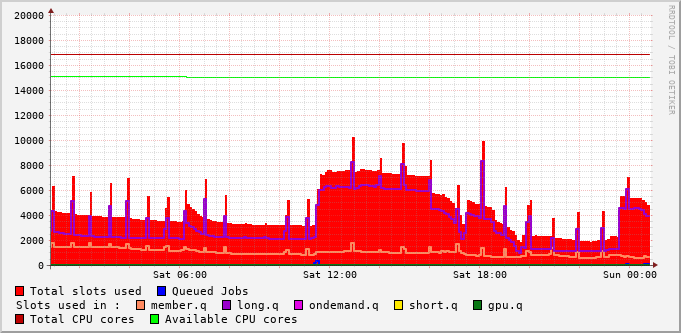 20000
18000
16000
14000
12000
10000
8000
6000
4000
2000
0
Sat 06:00 Sat 12:00 Sat 18:00 Sun 00:00
RRDTOOL / TOBI OETIKER
Total slots used Queued Jobs
Slots used in : member.q long.q ondemand.q short.q gpu.q
Total CPU cores Available CPU cores